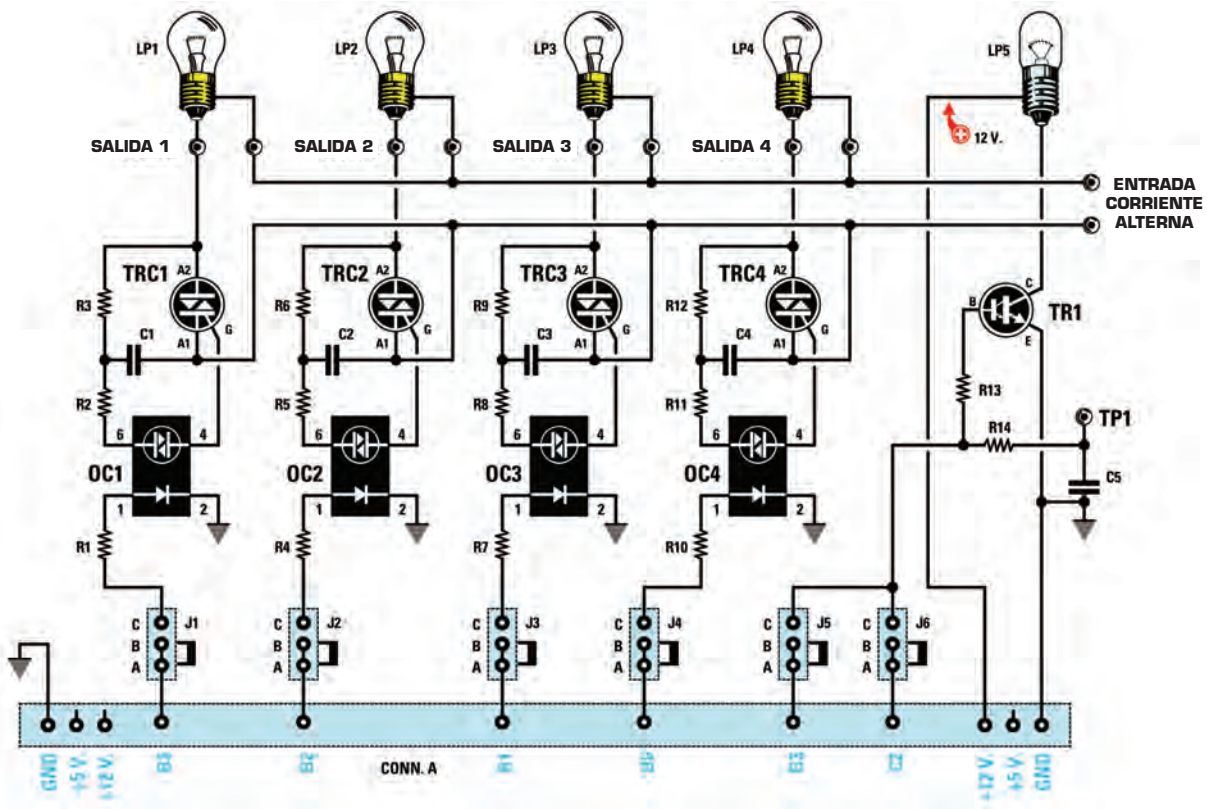 LP1 LP2 LP3 LP4 LP5
12 V.
SALIDA 1 SALIDA 2 SALIDA 3 SALIDA 4
ENTRADA
CORRIENTE
ALTERNA
TRC1 A2 TRC2 A2 TRC3 A2 TRC4 A2
R3 G R6 G R9 G R12 G
C1 A1 C2 A1 C3 A1 C4 A1
B C E TR1
R2 R5 R8 R11 R13
R14 TP1
6 4 6 4 6 4 6 4
OC1 OC2 OC3 OC4 C5
1 2 1 2 1 2 1 2
R1 R4 R7 R10
C J1 C J2 C J3 C J4 C J5 C J6
B B B B B B
A A A A A A
GND +5 V. +12 V. B3 B2 B1 +12 V. +5 V. GND
CONN. A